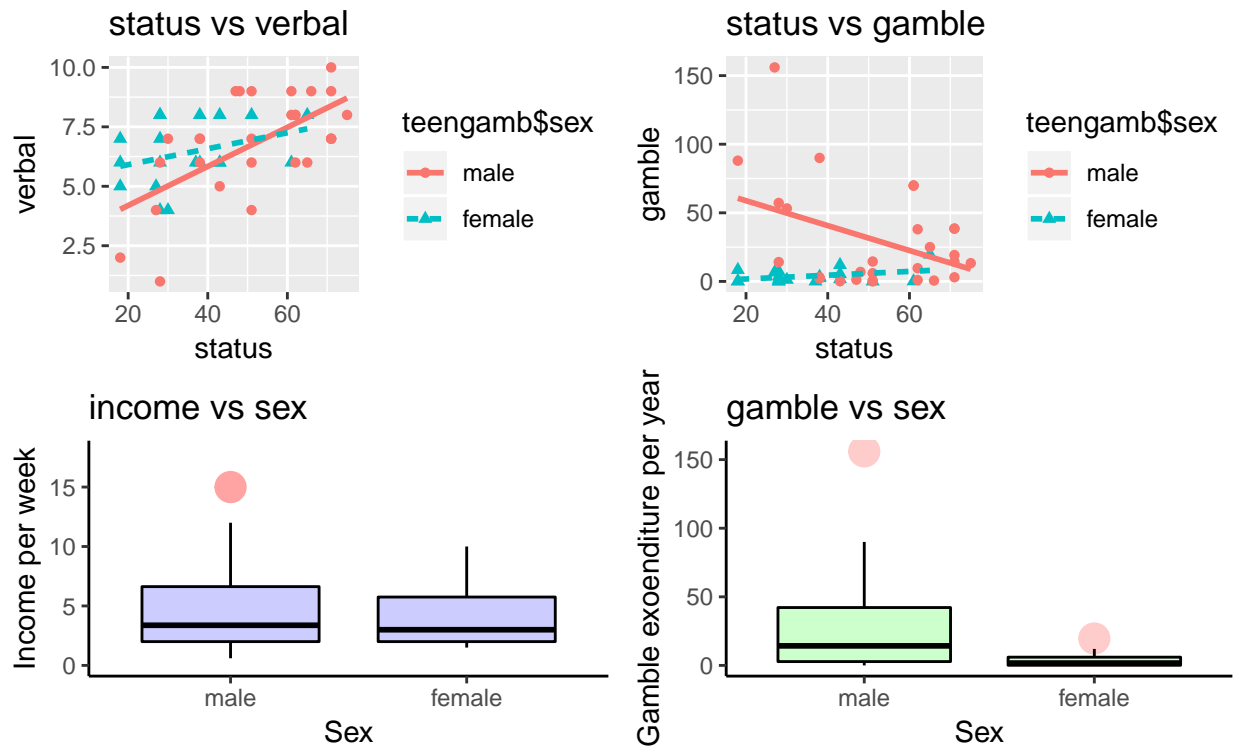 status vs verbal
10.0
7.5
5.0
2.5
verbal
20 40 60
status
teengamb$sex
male
female
status vs gamble
150
100
50
0
gamble
20 40 60
status
teengamb$sex
male
female
income vs sex
15
10
5
0
Income per week
male female
Sex
gamble vs sex
150
100
50
0
Gamble exoenditure per year
male female
Sex